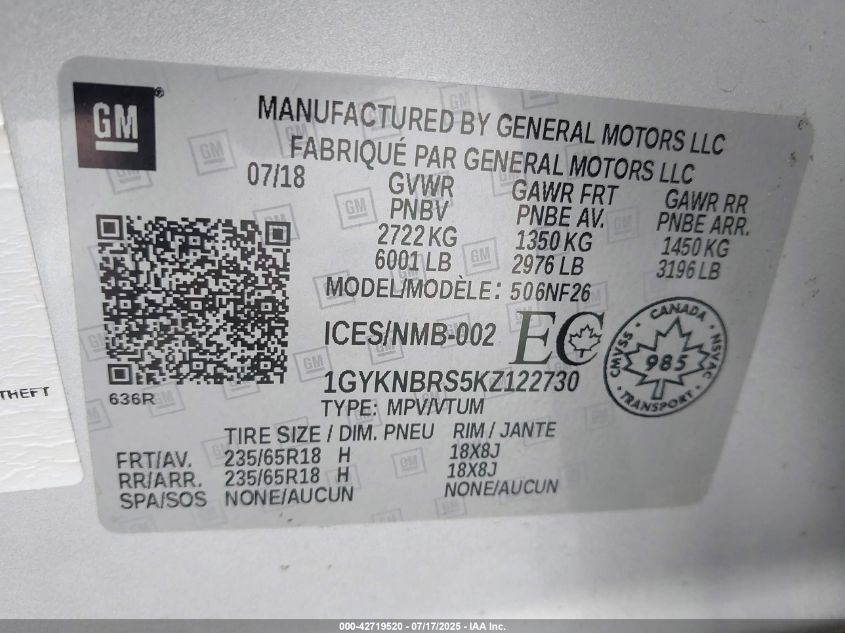 GM
MANUFACTURED BY GENERAL MOTORS LLC
FABRIQUÉ PAR GENERAL MOTORS LLC
07/18
GVWR GAWR FRT GAWR RR
PNBV PNBE AV. PNBE ARR.
2722 KG 1350 KG 1450 KG
6001 LB 2976 LB 3196 LB
MODEL/MODÈLE: 506NF26
ICES/NMB-002 EC
CANADA CMVSS NSVAC 985 TRANSPORT
1GYKNBRS5KZ122730
636R
TYPE: MPV/VTUM
TIRE SIZE / DIM. PNEU RIM / JANTE
FRT/AV. 235/65R18 H 18X8J
RR/ARR. 235/65R18 H 18X8J
SPA/SOS NONE/AUCUN NONE/AUCUN
THEFT
000-42719520 - 07/17/2025 - IAA Inc.